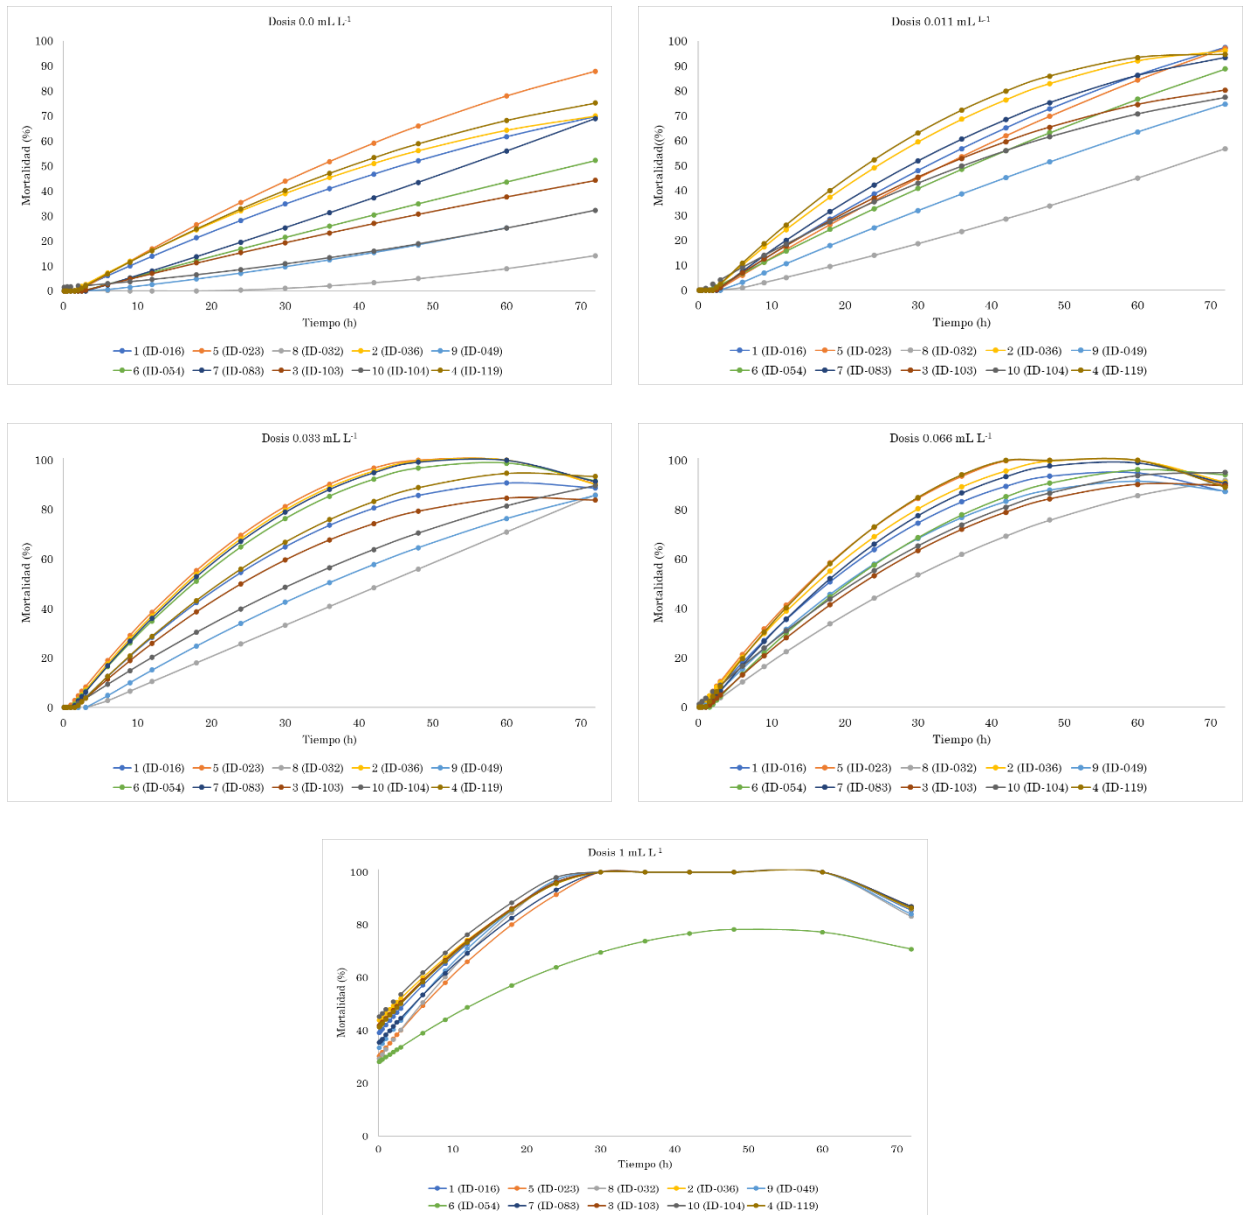 Dosis 0.0 mL L-1
100
90
80
70
60
50
40
30
20
10
0
Mortalidad (%)
0 10 20 30 40 50 60 70
Tiempo (h)
1 (ID-016) 5 (ID-023) 8 (ID-032) 2 (ID-036) 9 (ID-049)
6 (ID-054) 7 (ID-083) 3 (ID-103) 10 (ID-104) 4 (ID-119)
Dosis 0.011 mL L-1
100
90
80
70
60
50
40
30
20
10
0
Mortalidad((%)
0 10 20 30 40 50 60 70
Tiempo (h)
1 (ID-016) 5 (ID-023) 8 (ID-032) 2 (ID-036) 9 (ID-049)
6 (ID-054) 7 (ID-083) 3 (ID-103) 10 (ID-104) 4 (ID-119)
Dosis 0.033 mL L-1
100
80
60
40
20
0
Mortalidad (%)
0 10 20 30 40 50 60 70
Tiempo (h)
1 (ID-016) 5 (ID-023) 8 (ID-032) 2 (ID-036) 9 (ID-049)
6 (ID-054) 7 (ID-083) 3 (ID-103) 10 (ID-104) 4 (ID-119)
Dosis 0.066 mL L-1
100
80
60
40
20
0
Mortalidad (%)
0 10 20 30 40 50 60 70
Tiempo (h)
1 (ID-016) 5 (ID-023) 8 (ID-032) 2 (ID-036) 9 (ID-049)
6 (ID-054) 7 (ID-083) 3 (ID-103) 10 (ID-104) 4 (ID-119)
Dosis 1 mL L-1
100
80
60
40
20
0
Mortalidad (%)
0 10 20 30 40 50 60 70
Tiempo (h)
1 (ID-016) 5 (ID-023) 8 (ID-032) 2 (ID-036) 9 (ID-049)
6 (ID-054) 7 (ID-083) 3 (ID-103) 10 (ID-104) 4 (ID-119)